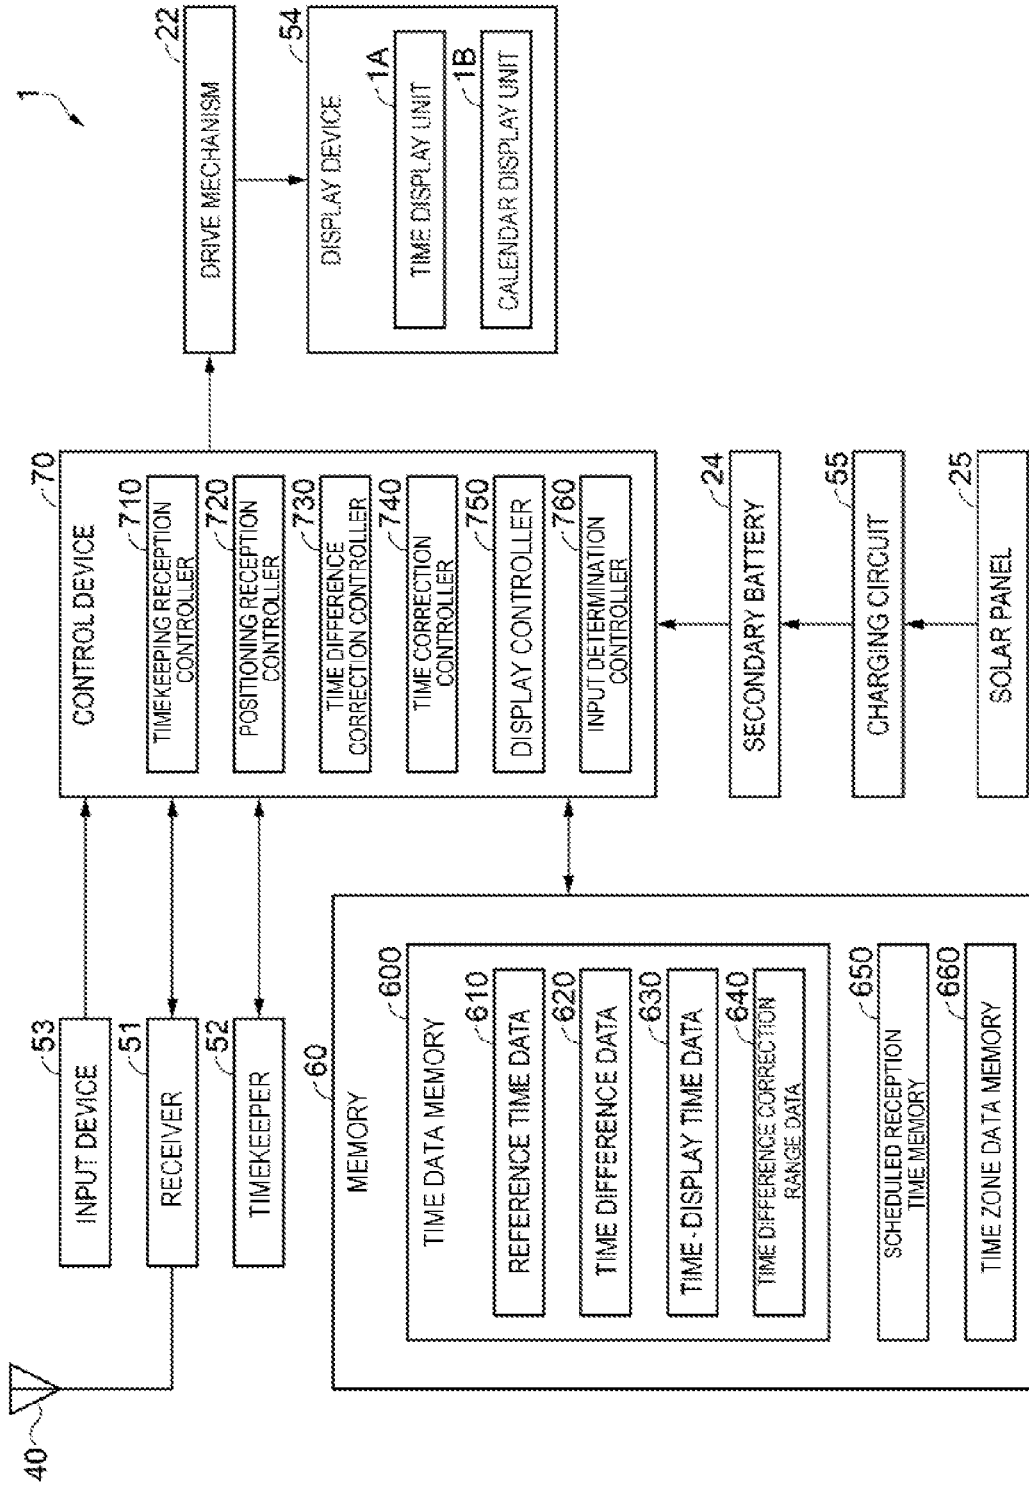 1
40
53
INPUT DEVICE
51
RECEIVER
52
TIMEKEEPER
60
MEMORY
600
TIME DATA MEMORY
610
REFERENCE TIME DATA
620
TIME DIFFERENCE DATA
630
TIME-DISPLAY TIME DATA
640
TIME DIFFERENCE CORRECTION
RANGE DATA
650
SCHEDULED RECEPTION
TIME MEMORY
660
TIME ZONE DATA MEMORY
70
CONTROL DEVICE
710
TIMEKEEPING RECEPTION
CONTROLLER
720
POSITIONING RECEPTION
CONTROLLER
730
TIME DIFFERENCE
CORRECTION CONTROLLER
740
TIME CORRECTION
CONTROLLER
750
DISPLAY CONTROLLER
760
INPUT DETERMINATION
CONTROLLER
24
SECONDARY BATTERY
55
CHARGING CIRCUIT
25
SOLAR PANEL
22
DRIVE MECHANISM
54
DISPLAY DEVICE
1A
TIME DISPLAY UNIT
1B
CALENDAR DISPLAY UNIT